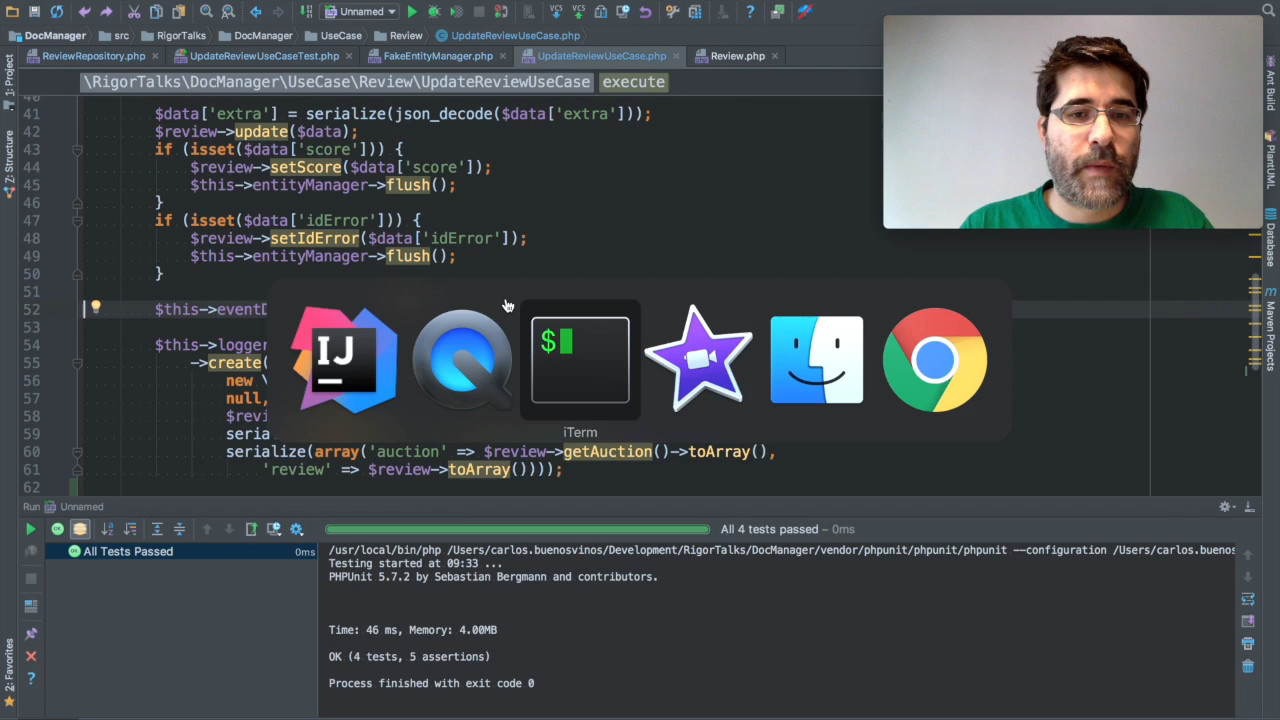 Unnamed
DocManager
src
RigorTalks
DocManager
UseCase
Review
UpdateReviewUseCase.php
ReviewRepository.php
UpdateReviewUseCaseTest.php
FakeEntityManager.php
UpdateReviewUseCase.php
Review.php
\RigorTalks\DocManager\UseCase\Review\UpdateReviewUseCase execute
1: Project
Z: Structure
2: Favorites
Ant Build
PlantUML
Database
Maven Projects
40
41 $data['extra'] = serialize(json_decode($data['extra']));
42 $review->update($data);
43 if (isset($data['score'])) {
44 $review->setScore($data['score']);
45 $this->entityManager->flush();
46 }
47 if (isset($data['idError'])) {
48 $review->setIdError($data['idError']);
49 $this->entityManager->flush();
50 }
51
52 $this->eventD
53
54 $this->logge
55 ->create(
56 new \
57 null,
58 $revi
59 seria
60 serialize(array('auction' => $review->getAuction()->toArray(),
61 'review' => $review->toArray())));
62
IJ
$
iTerm
Run Unnamed
All 4 tests passed – 0ms
All Tests Passed 0ms
/usr/local/bin/php /Users/carlos.buenosvinos/Development/RigorTalks/DocManager/vendor/phpunit/phpunit/phpunit --configuration /Users/carlos.buenos
Testing started at 09:33 ...
PHPUnit 5.7.2 by Sebastian Bergmann and contributors.
Time: 46 ms, Memory: 4.00MB
OK (4 tests, 5 assertions)
Process finished with exit code 0